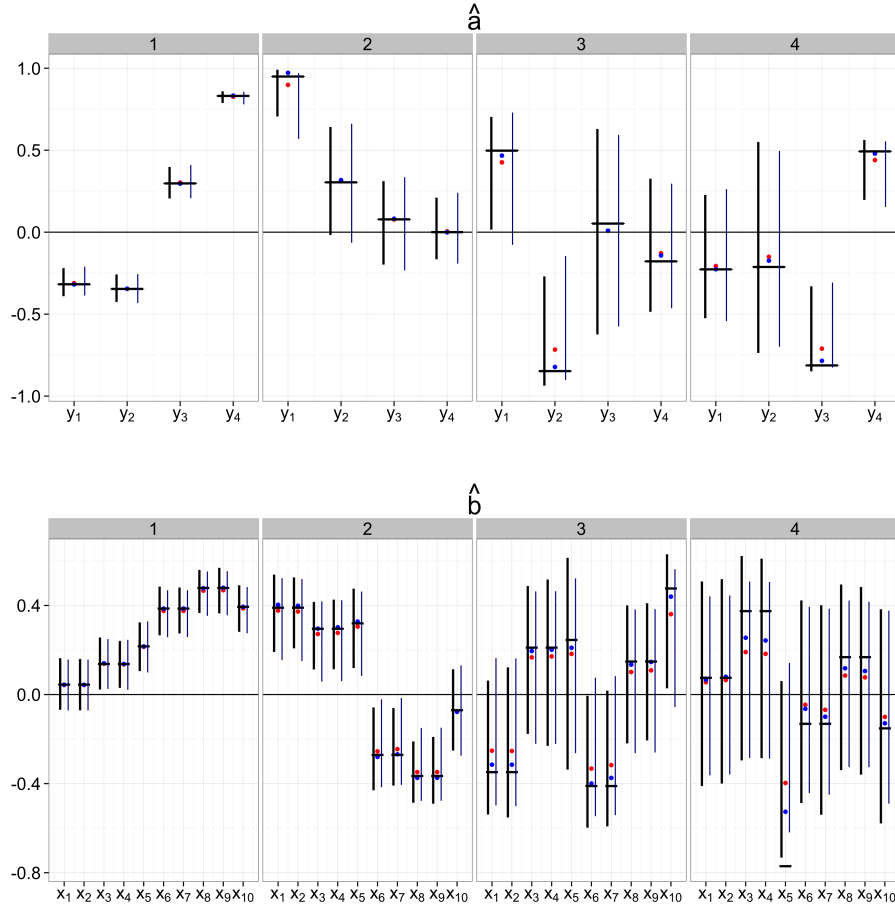 â
1 2 3 4
1.0
0.5
0.0
-0.5
-1.0
y₁ y₂ y₃ y₄ y₁ y₂ y₃ y₄ y₁ y₂ y₃ y₄ y₁ y₂ y₃ y₄
b̂
1 2 3 4
0.4
0.0
-0.4
-0.8
x₁ x₂ x₃ x₄ x₅ x₆ x₇ x₈ x₉ x₁₀ x₁ x₂ x₃ x₄ x₅ x₆ x₇ x₈ x₉ x₁₀ x₁ x₂ x₃ x₄ x₅ x₆ x₇ x₈ x₉ x₁₀ x₁ x₂ x₃ x₄ x₅ x₆ x₇ x₈ x₉ x₁₀